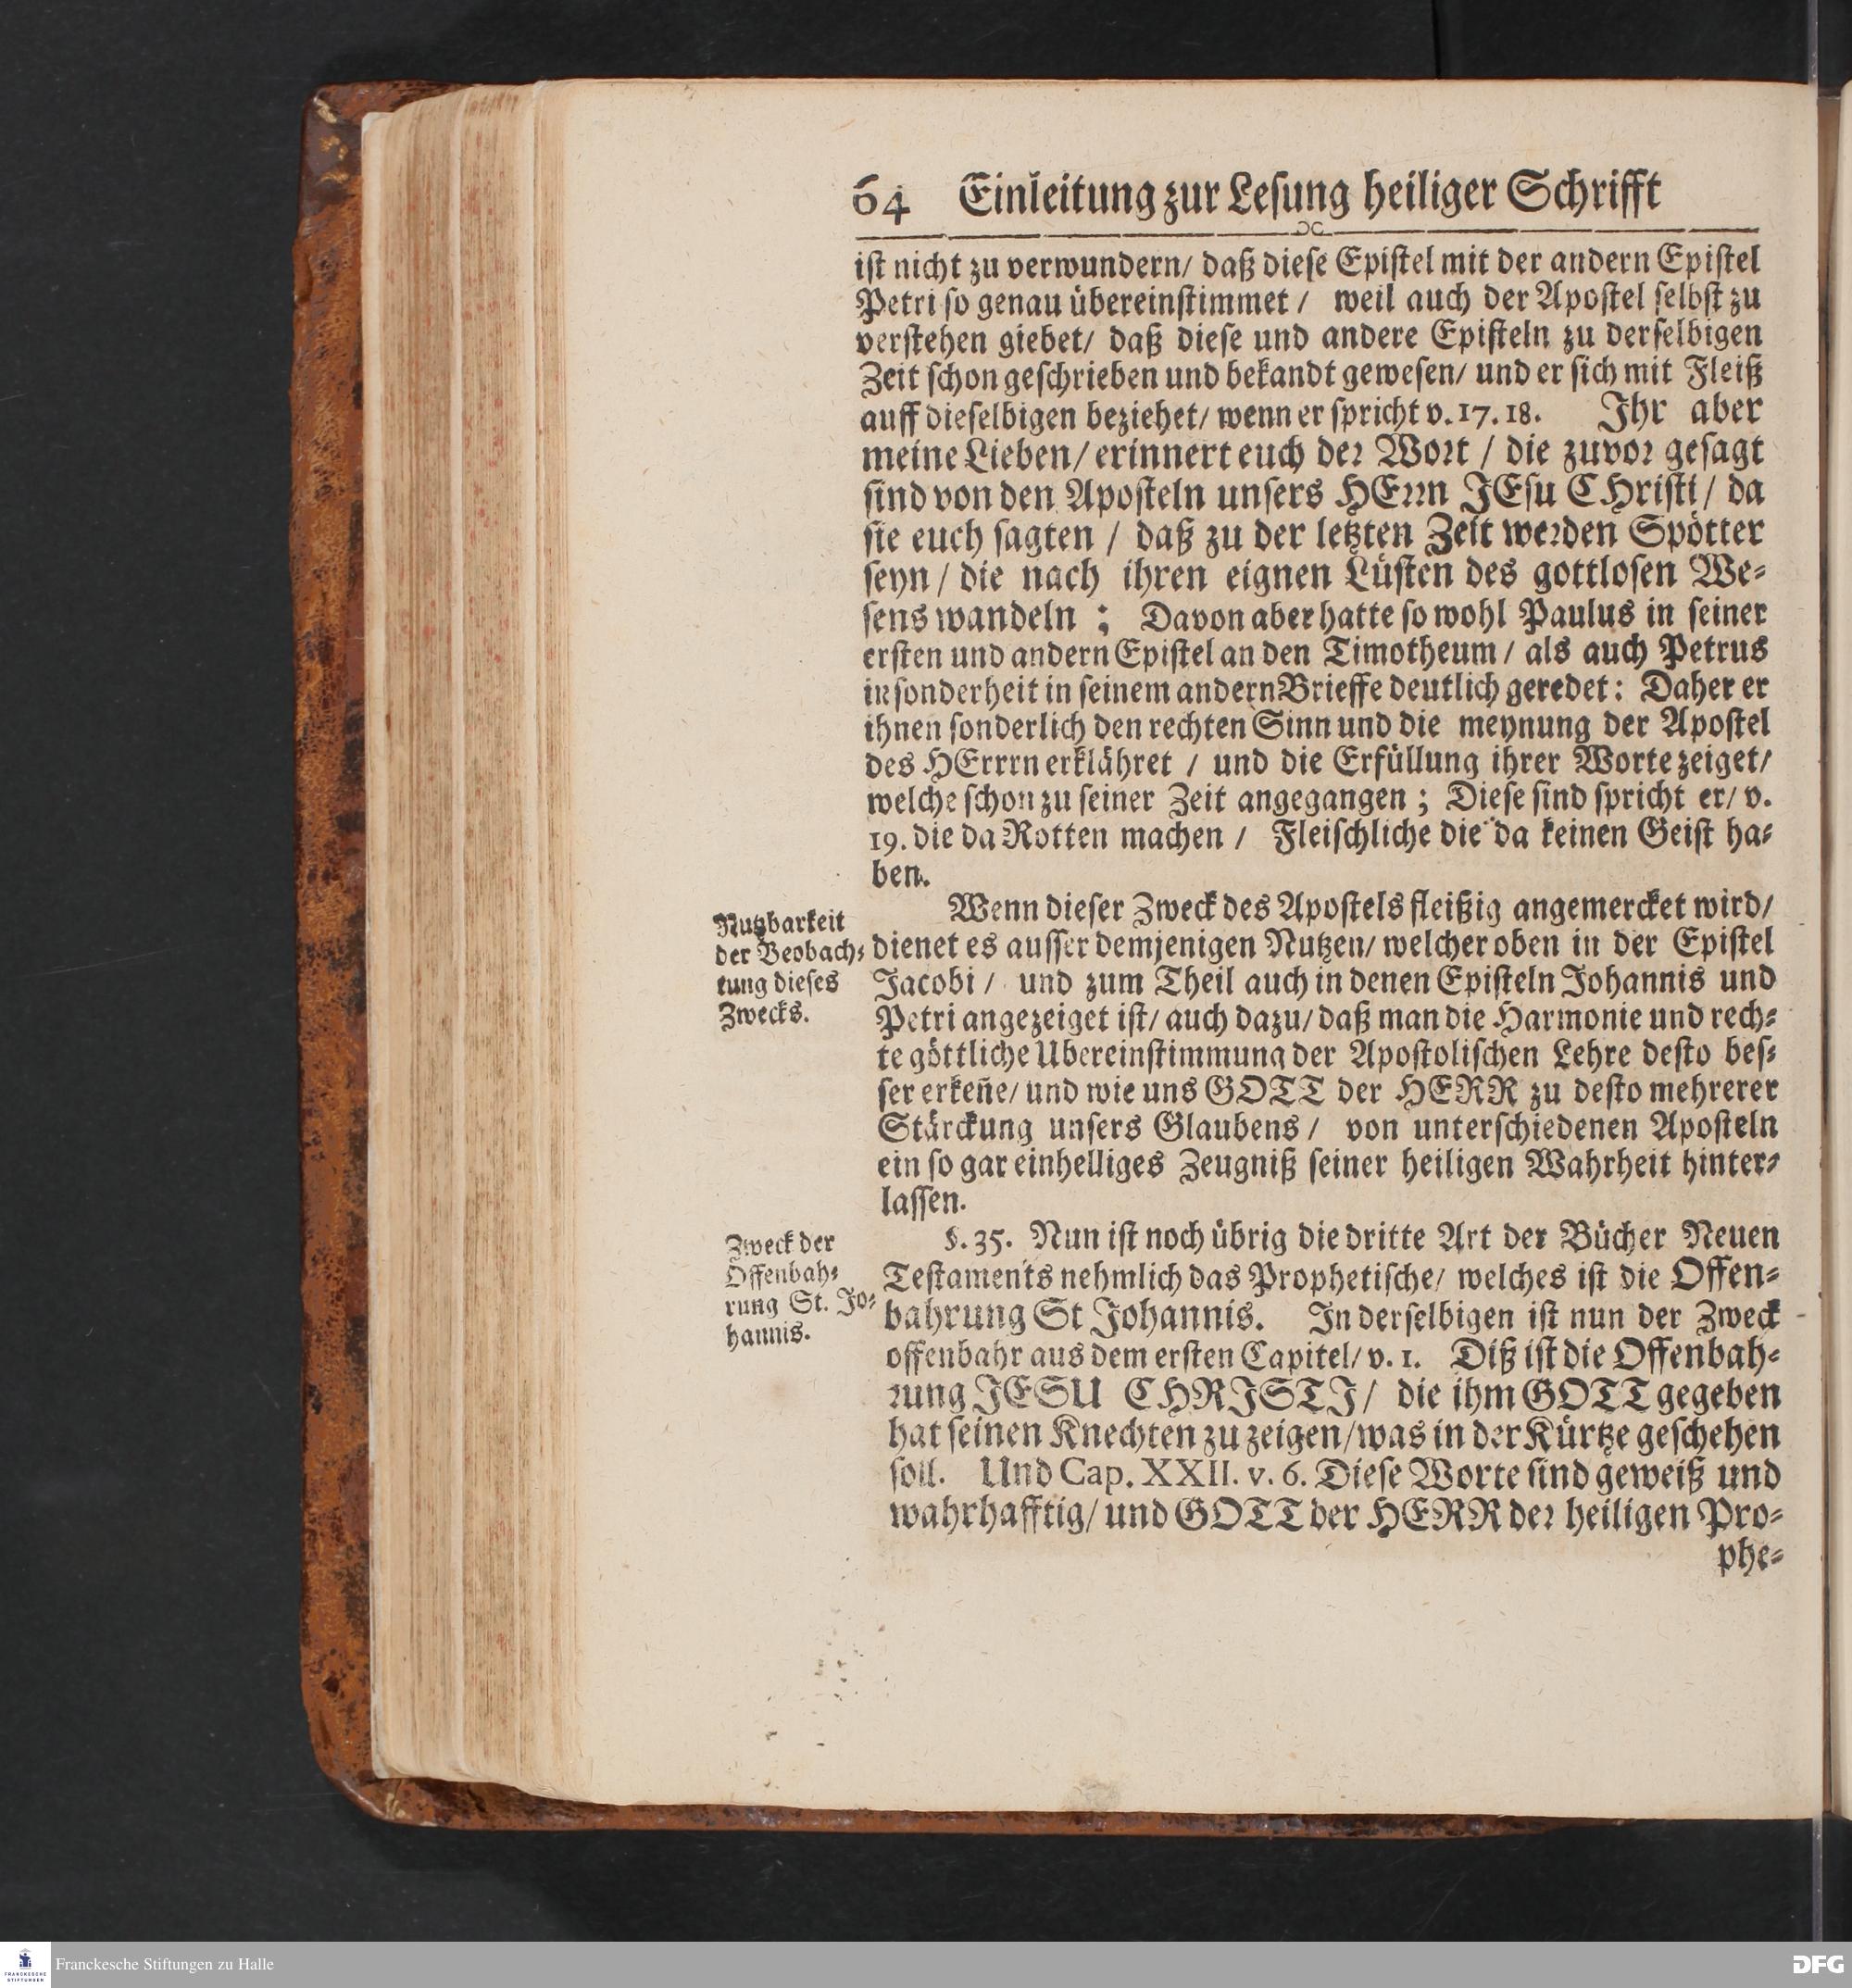 64 Einleitung zur Lesung heiliger Schrifft
ist nicht zu verwundern/ daß diese Epistel mit der andern Epistel
Petri so genau übereinstimmet / weil auch der Apostel selbst zu
verstehen giebet/ daß diese und andere Episteln zu derselbigen
Zeit schon geschrieben und bekandt gewesen/ und er sich mit Fleiß
auff dieselbigen beziehet/ wenn er spricht v. 17. 18. Ihr aber
meine Lieben/ erinnert euch der Wort / die zuvor gesagt
sind von den Aposteln unsers HErrn JEsu CHristi/ da
sie euch sagten / daß zu der letzten Zeit werden Spötter
seyn / die nach ihren eignen Lüsten des gottlosen We-
sens wandeln ; Davon aber hatte so wohl Paulus in seiner
ersten und andern Epistel an den Timotheum / als auch Petrus
insonderheit in seinem andern Brieffe deutlich geredet: Daher er
ihnen sonderlich den rechten Sinn und die meynung der Apostel
des HErrrn erklähret / und die Erfüllung ihrer Worte zeiget/
welche schon zu seiner Zeit angegangen ; Diese sind spricht er/ v.
19. die da Rotten machen / Fleischliche die da keinen Geist ha-
ben.
Nutzbarkeit
der Beobach-
tung dieses
Zwecks.
Wenn dieser Zweck des Apostels fleißig angemercket wird/
dienet es ausser demjenigen Nutzen/ welcher oben in der Epistel
Jacobi / und zum Theil auch in denen Episteln Johannis und
Petri angezeiget ist/ auch dazu/ daß man die Harmonie und rech-
te göttliche Ubereinstimmung der Apostolischen Lehre desto bes-
ser erkeñe/ und wie uns GOTT der HERR zu desto mehrerer
Stärckung unsers Glaubens / von unterschiedenen Aposteln
ein so gar einhelliges Zeugniß seiner heiligen Wahrheit hinter-
lassen.
Zweck der
Offenbah-
rung St. Jo-
hannis.
§. 35. Nun ist noch übrig die dritte Art der Bücher Neuen
Testaments nehmlich das Prophetische/ welches ist die Offen-
bahrung St Johannis. In derselbigen ist nun der Zweck
offenbahr aus dem ersten Capitel/ v. 1. Diß ist die Offenbah-
rung JESU CHRISTI/ die ihm GOTT gegeben
hat seinen Knechten zu zeigen/ was in der Kürtze geschehen
soll. Und Cap. XXII. v. 6. Diese Worte sind geweiß und
wahrhafftig/ und GOTT der HERR der heiligen Pro-
phe-
FRANCKESCHE
STIFTUNGEN
Franckesche Stiftungen zu Halle
DFG